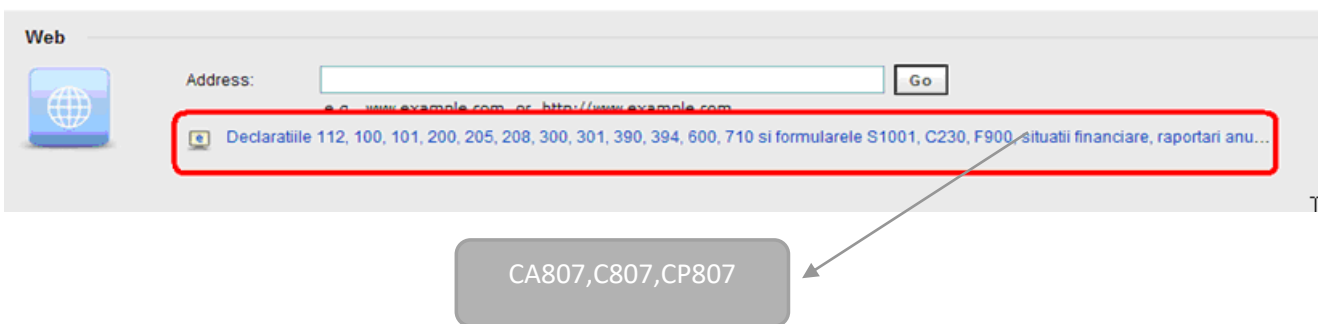 Web
Address:
Go
e.g., www.example.com, or, http://www.example.com
Declaratiile 112, 100, 101, 200, 205, 208, 300, 301, 390, 394, 600, 710 si formularele S1001, C230, F900, situatii financiare, raportari anu...
CA807,C807,CP807